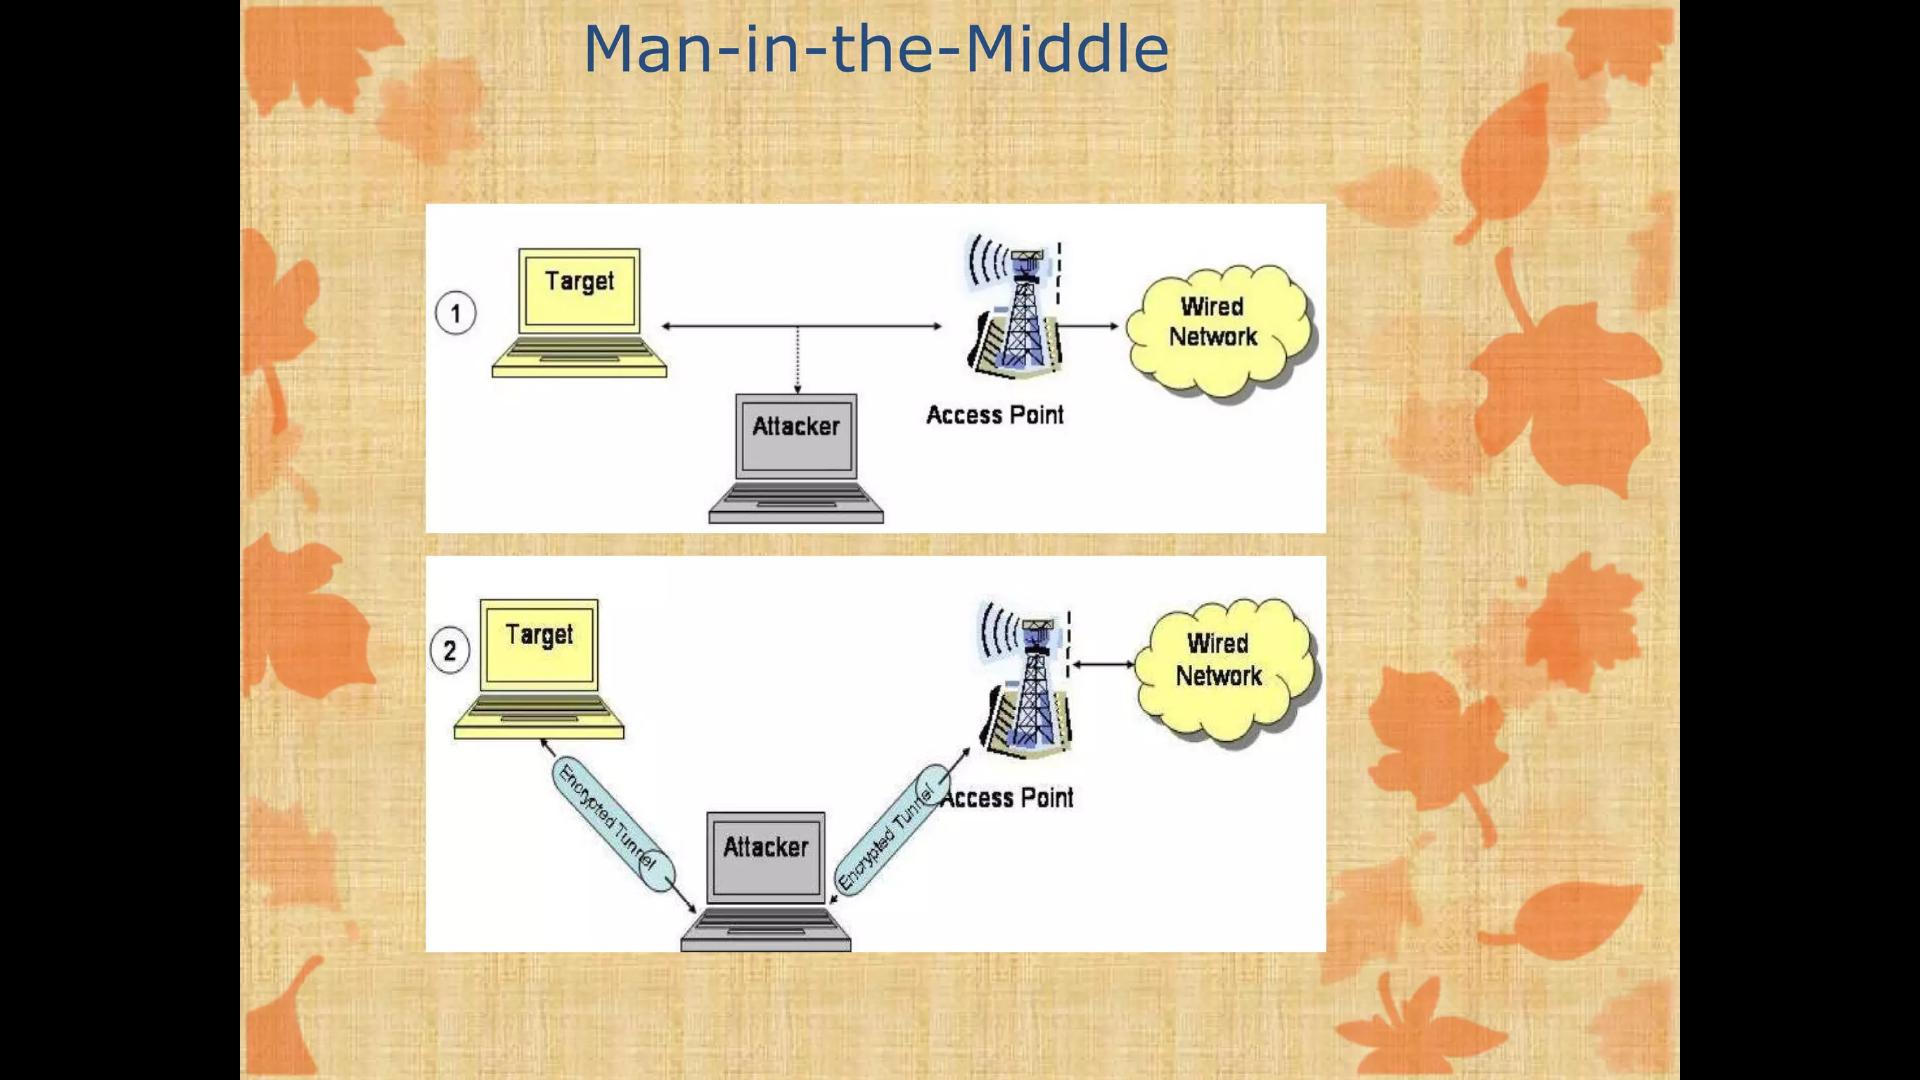 Man-in-the-Middle
1
Target
Attacker
Access Point
Wired
Network
2
Target
Encrypted Tunnel
Attacker
Encrypted Tunnel
Access Point
Wired
Network